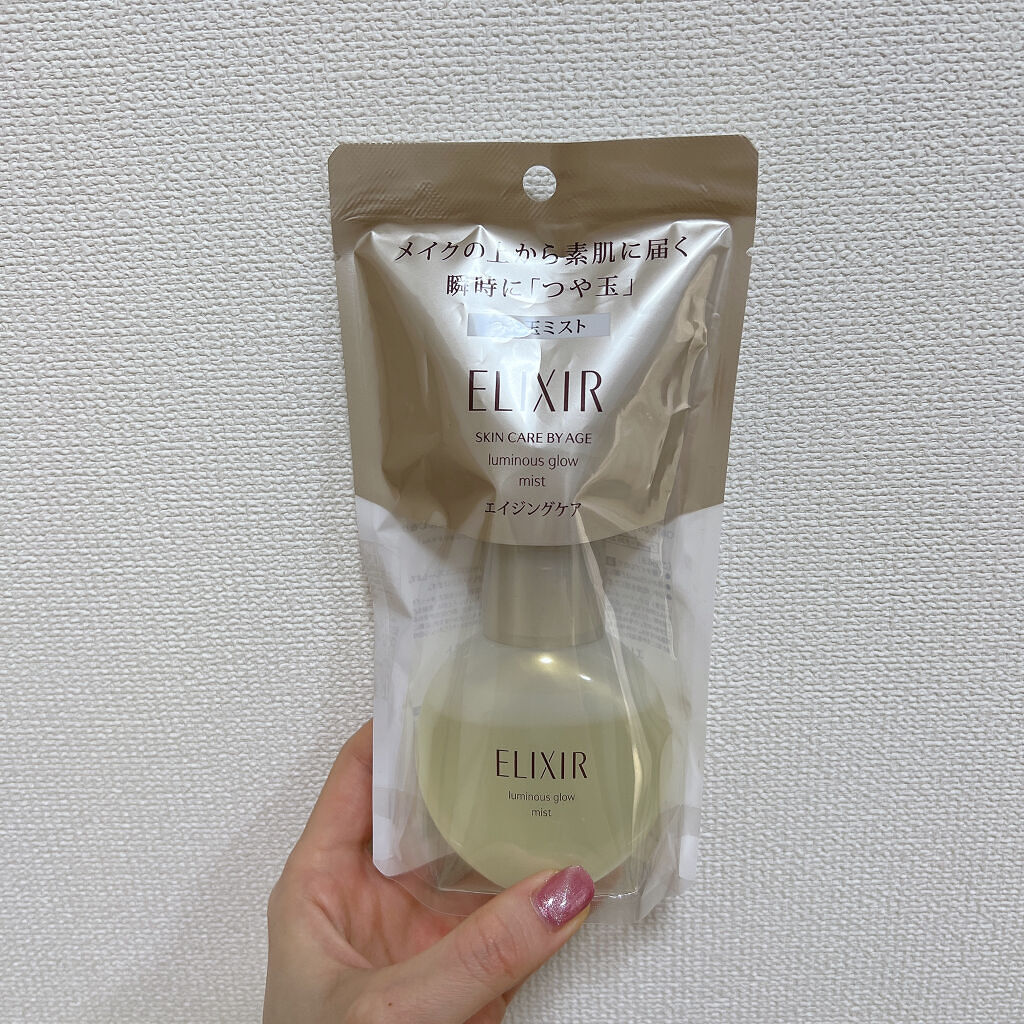 メイクの上から素肌に届く
瞬時に「つや玉」
つや玉ミスト
ELIXIR
SKIN CARE BY AGE
luminous glow
mist
エイジングケア
ELIXIR
luminous glow
mist